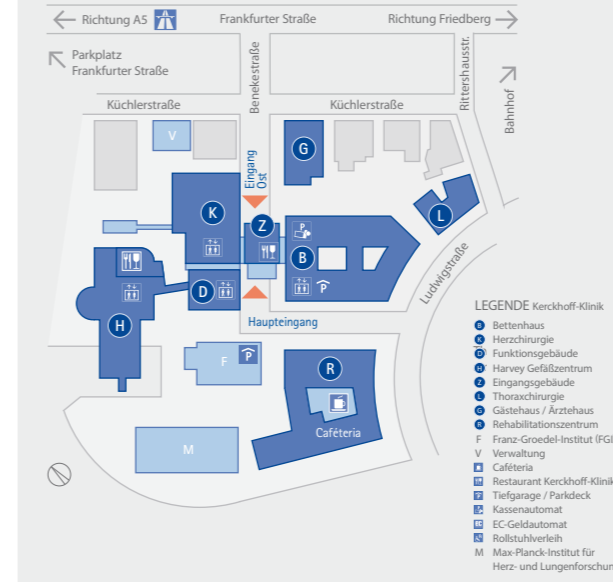 ← Richtung A5
Frankfurter Straße
Richtung Friedberg →
Parkplatz
Frankfurter Straße
Benekestraße
Rittershausstr.
Bahnhof
Küchlerstraße
Küchlerstraße
V
G
Eingang
Ost
K
Z
L
P
B
P
D
H
Ludwigstraße
Haupteingang
F
P
R
Caféteria
M
LEGENDE Kerckhoff-Klinik
B Bettenhaus
K Herzchirurgie
D Funktionsgebäude
H Harvey Gefäßzentrum
Z Eingangsgebäude
L Thoraxchirurgie
G Gästehaus / Ärztehaus
R Rehabilitationszentrum
F Franz-Groedel-Institut (FGI
V Verwaltung
Caféteria
Restaurant Kerckhoff-Klinik
Tiefgarage / Parkdeck
Kassenautomat
EC-Geldautomat
Rollstuhlverleih
M Max-Planck-Institut für
Herz- und Lungenforschun